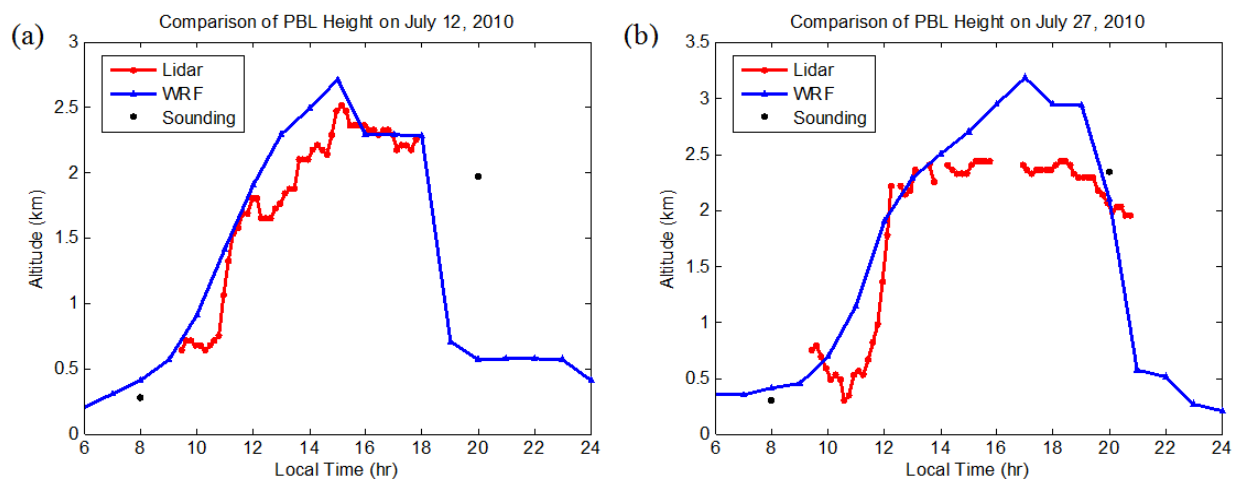 (a)
Comparison of PBL Height on July 12, 2010
Lidar
WRF
Sounding
3
2.5
2
1.5
1
0.5
0
Altitude (km)
6 8 10 12 14 16 18 20 22 24
Local Time (hr)
(b)
Comparison of PBL Height on July 27, 2010
Lidar
WRF
Sounding
3.5
3
2.5
2
1.5
1
0.5
0
Altitude (km)
6 8 10 12 14 16 18 20 22 24
Local Time (hr)